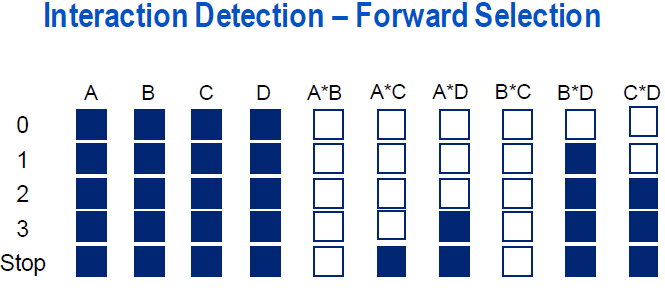 Interaction Detection – Forward Selection
A B C D A*B A*C A*D B*C B*D C*D
0
1
2
3
Stop